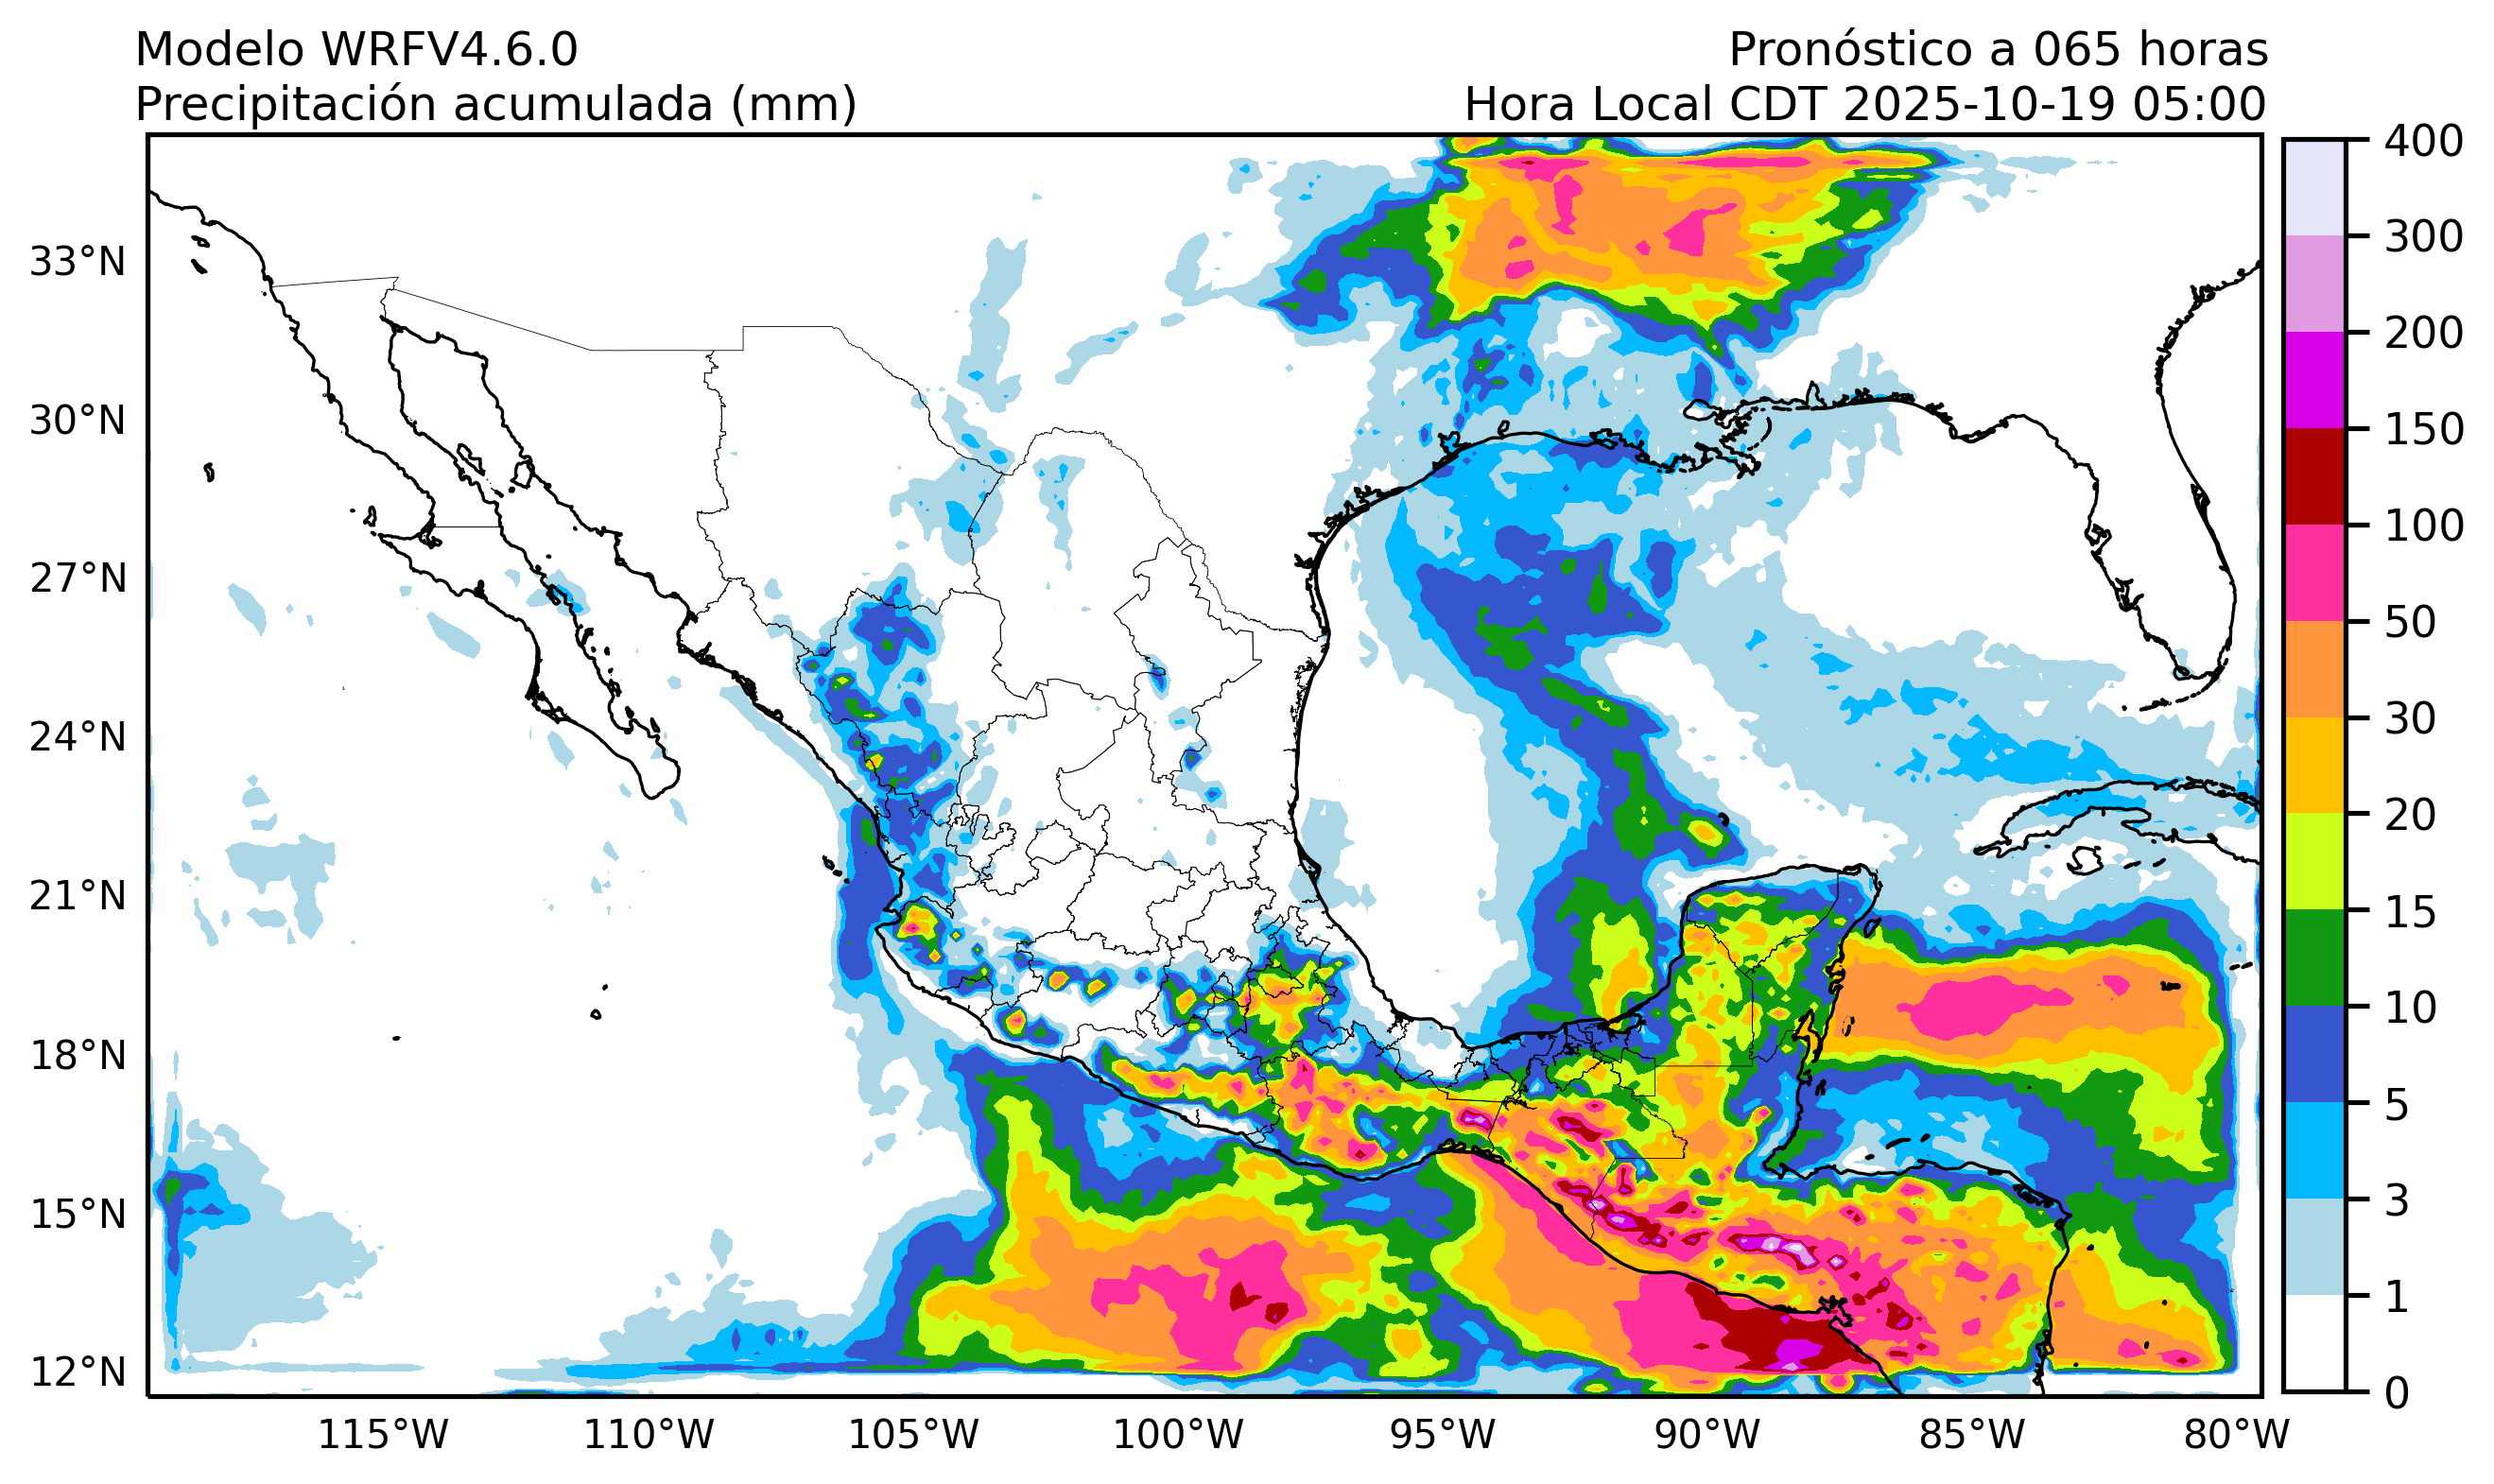 Modelo WRFV4.6.0
Pronóstico a 065 horas
Precipitación acumulada (mm)
Hora Local CDT 2025-10-19 05:00
33°N
30°N
27°N
24°N
21°N
18°N
15°N
12°N
115°W
110°W
105°W
100°W
95°W
90°W
85°W
80°W
400
300
200
150
100
50
30
20
15
10
5
3
1
0